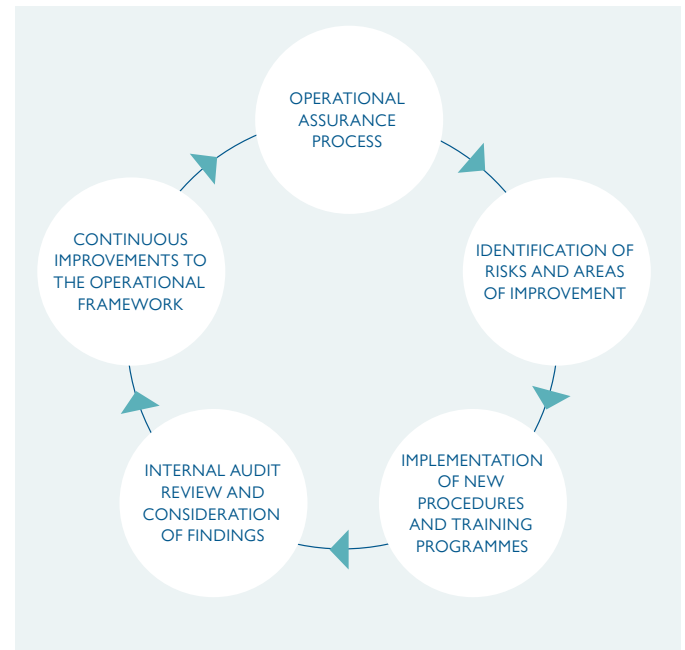 OPERATIONAL
ASSURANCE
PROCESS
IDENTIFICATION OF
RISKS AND AREAS
OF IMPROVEMENT
IMPLEMENTATION
OF NEW
PROCEDURES
AND TRAINING
PROGRAMMES
INTERNAL AUDIT
REVIEW AND
CONSIDERATION
OF FINDINGS
CONTINUOUS
IMPROVEMENTS TO
THE OPERATIONAL
FRAMEWORK